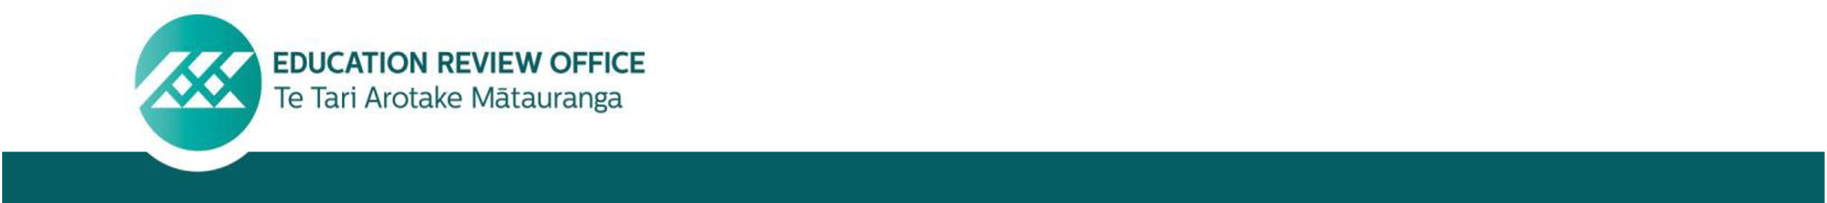 EDUCATION REVIEW OFFICE
Te Tari Arotake Mātauranga